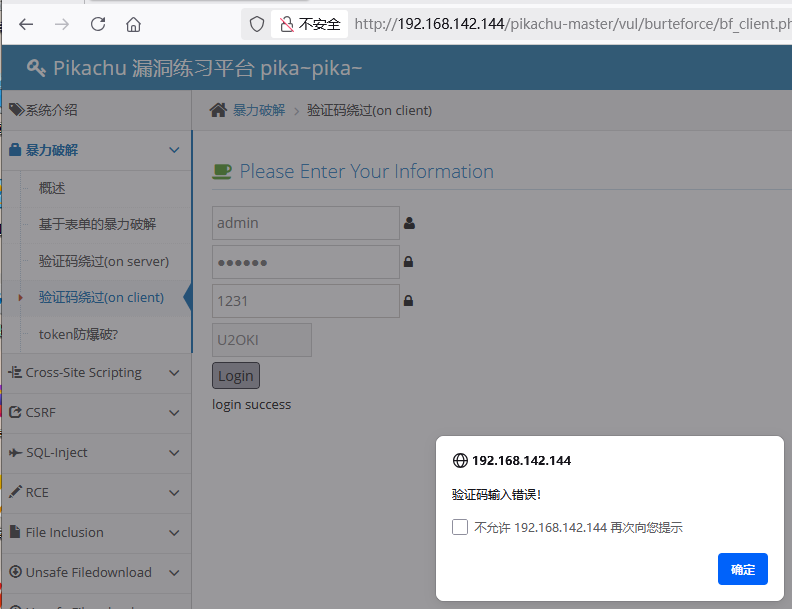 不安全 http://192.168.142.144/pikachu-master/vul/burteforce/bf_client.ph
Pikachu 漏洞练习平台 pika~pika~
系统介绍
暴力破解 > 验证码绕过(on client)
暴力破解
概述
基于表单的暴力破解
验证码绕过(on server)
验证码绕过(on client)
token防爆破?
Cross-Site Scripting
CSRF
SQL-Inject
RCE
File Inclusion
Unsafe Filedownload
Please Enter Your Information
admin
●●●●●●
1231
U2OKI
Login
login success
192.168.142.144
验证码输入错误!
不允许 192.168.142.144 再次向您提示
确定